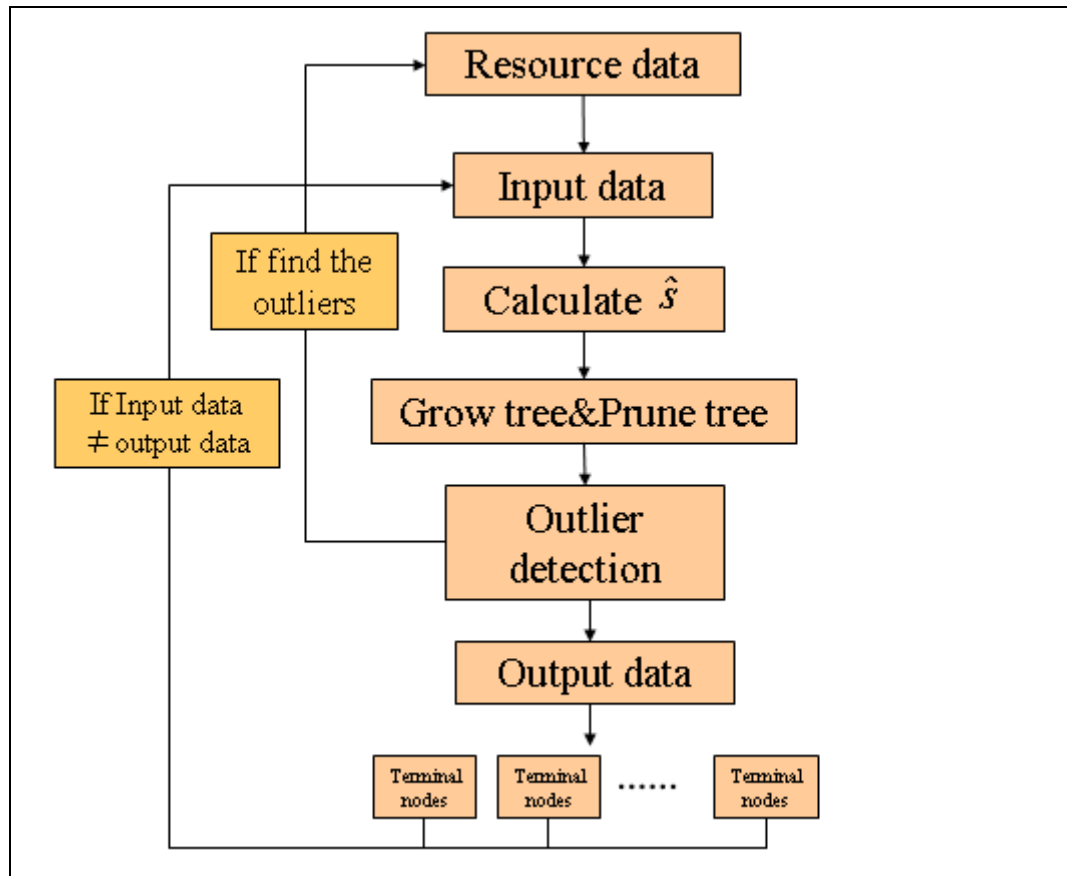 Resource data
Input data
If find the
outliers
Calculate ŝ
If Input data
≠ output data
Grow tree&Prune tree
Outlier
detection
Output data
Terminal
nodes
Terminal
nodes
......
Terminal
nodes